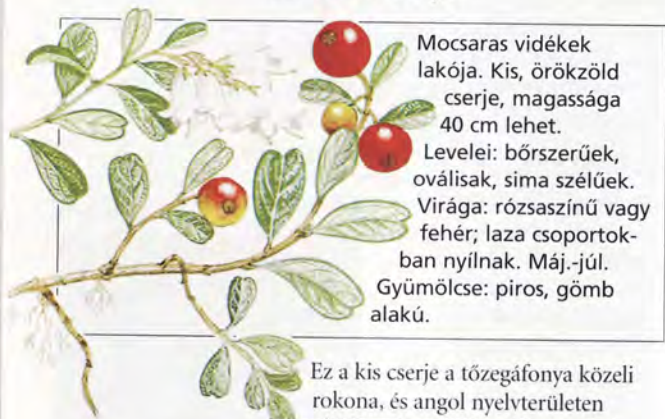 Mocsaras vidékek
lakója. Kis, örökzöld
cserje, magassága
40 cm lehet.
Levelei: bőrszerűek,
oválisak, sima szélűek.
Virága: rózsaszínű vagy
fehér; laza csoportok-
ban nyílnak. Máj.-júl.
Gyümölcse: piros, gömb
alakú.
Ez a kis cserje a tőzegáfonya közeli
rokona, és angol nyelvterületen